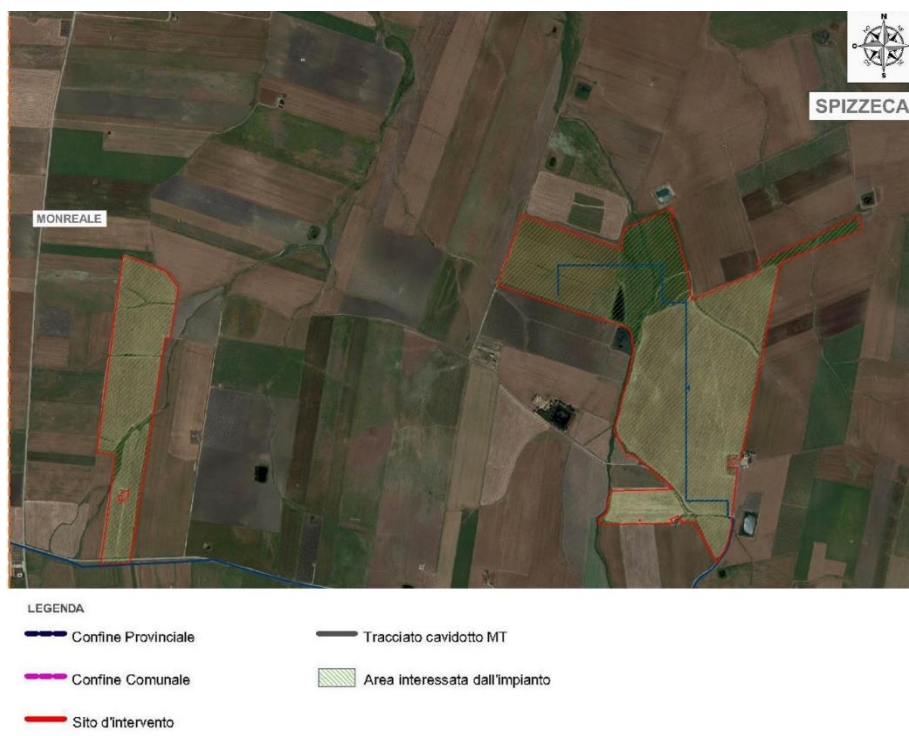 N
SPIZZECA
O
E
S
MONREALE
LEGENDA
Confine Provinciale
Tracciato cavidotto MT
Confine Comunale
Area interessata dall'impianto
Sito d'intervento